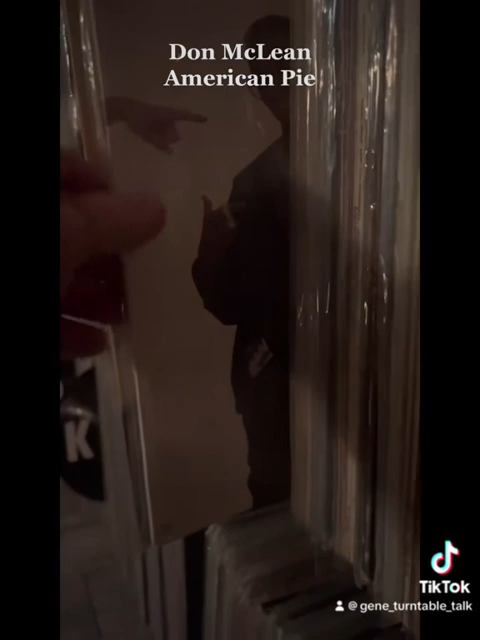 Don McLean
American Pie
K
TikTok
@ gene_turntable_talk